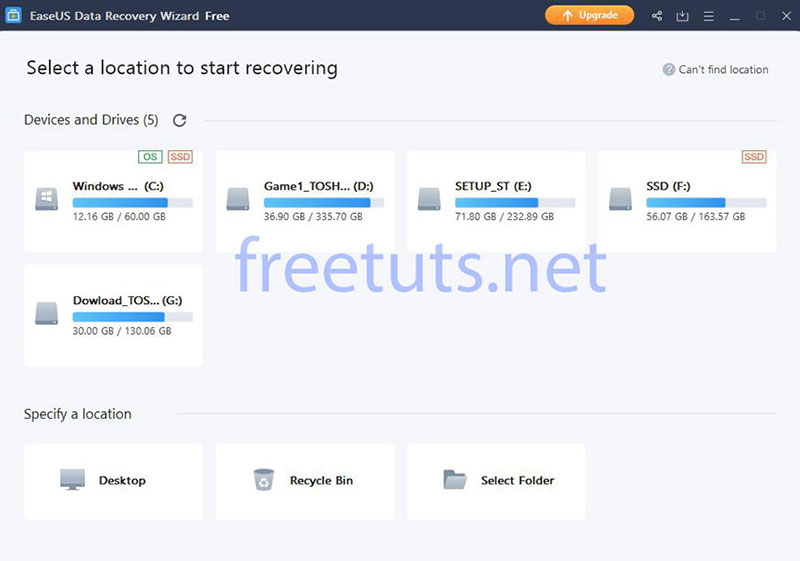 EaseUS Data Recovery Wizard Free
Upgrade
Select a location to start recovering
Can't find location
Devices and Drives (5)
OS SSD
Windows ... (C:)
12.16 GB / 60.00 GB
Game1_TOSH... (D:)
36.90 GB / 335.70 GB
SETUP_ST (E:)
71.80 GB / 232.89 GB
SSD
SSD (F:)
56.07 GB / 163.57 GB
freetuts.net
Dowload_TOS... (G:)
30.00 GB / 130.06 GB
Specify a location
Desktop
Recycle Bin
Select Folder